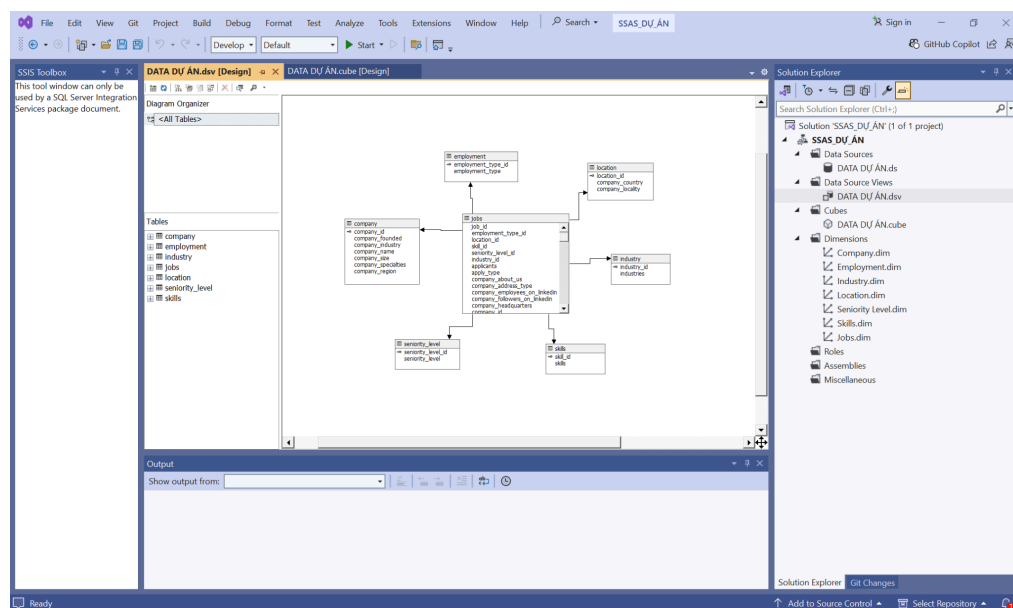 File Edit View Git Project Build Debug Format Test Analyze Tools Extensions Window Help Search SSAS_DỰ_ÁN Sign in
Develop Default Start GitHub Copilot
SSIS Toolbox
This tool window can only be
used by a SQL Server Integration
Services package document.
DATA DỰ ÁN.dsv [Design] DATA DỰ ÁN.cube [Design]
Diagram Organizer
<All Tables>
Tables
company
employment
industry
jobs
location
seniority_level
skills
employment
employment_type_id
employment_type
location
location_id
company_country
company_locality
company
company_id
company_founded
company_industry
company_name
company_size
company_specialties
company_region
jobs
job_id
employment_type_id
location_id
skill_id
seniority_level_id
industry_id
applicants
apply_type
company_about_us
company_address_type
company_employees_on_linkedin
company_followers_on_linkedin
company_headquarters
company_id
industry
industry_id
industries
seniority_level
seniority_level_id
seniority_level
skills
skill_id
skills
Output
Show output from:
Solution Explorer
Search Solution Explorer (Ctrl+;)
Solution 'SSAS_DỰ_ÁN' (1 of 1 project)
SSAS_DỰ_ÁN
Data Sources
DATA DỰ ÁN.ds
Data Source Views
DATA DỰ ÁN.dsv
Cubes
DATA DỰ ÁN.cube
Dimensions
Company.dim
Employment.dim
Industry.dim
Location.dim
Seniority Level.dim
Skills.dim
Jobs.dim
Roles
Assemblies
Miscellaneous
Solution Explorer Git Changes
Ready Add to Source Control Select Repository